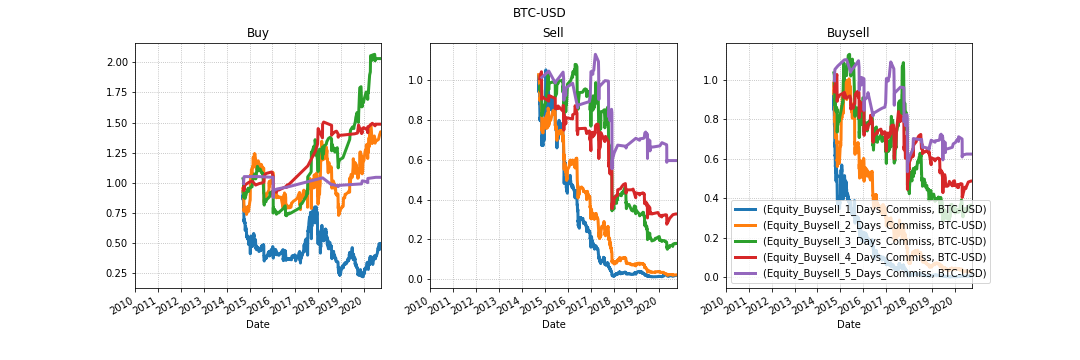 BTC-USD
Buy
2.00
1.75
1.50
1.25
1.00
0.75
0.50
0.25
2010 2011 2012 2013 2014 2015 2016 2017 2018 2019 2020
Date
Sell
1.0
0.8
0.6
0.4
0.2
0.0
2010 2011 2012 2013 2014 2015 2016 2017 2018 2019 2020
Date
Buysell
1.0
0.8
0.6
0.4
0.2
0.0
(Equity_Buysell_1_Days_Commiss, BTC-USD)
(Equity_Buysell_2_Days_Commiss, BTC-USD)
(Equity_Buysell_3_Days_Commiss, BTC-USD)
(Equity_Buysell_4_Days_Commiss, BTC-USD)
(Equity_Buysell_5_Days_Commiss, BTC-USD)
2010 2011 2012 2013 2014 2015 2016 2017 2018 2019 2020
Date